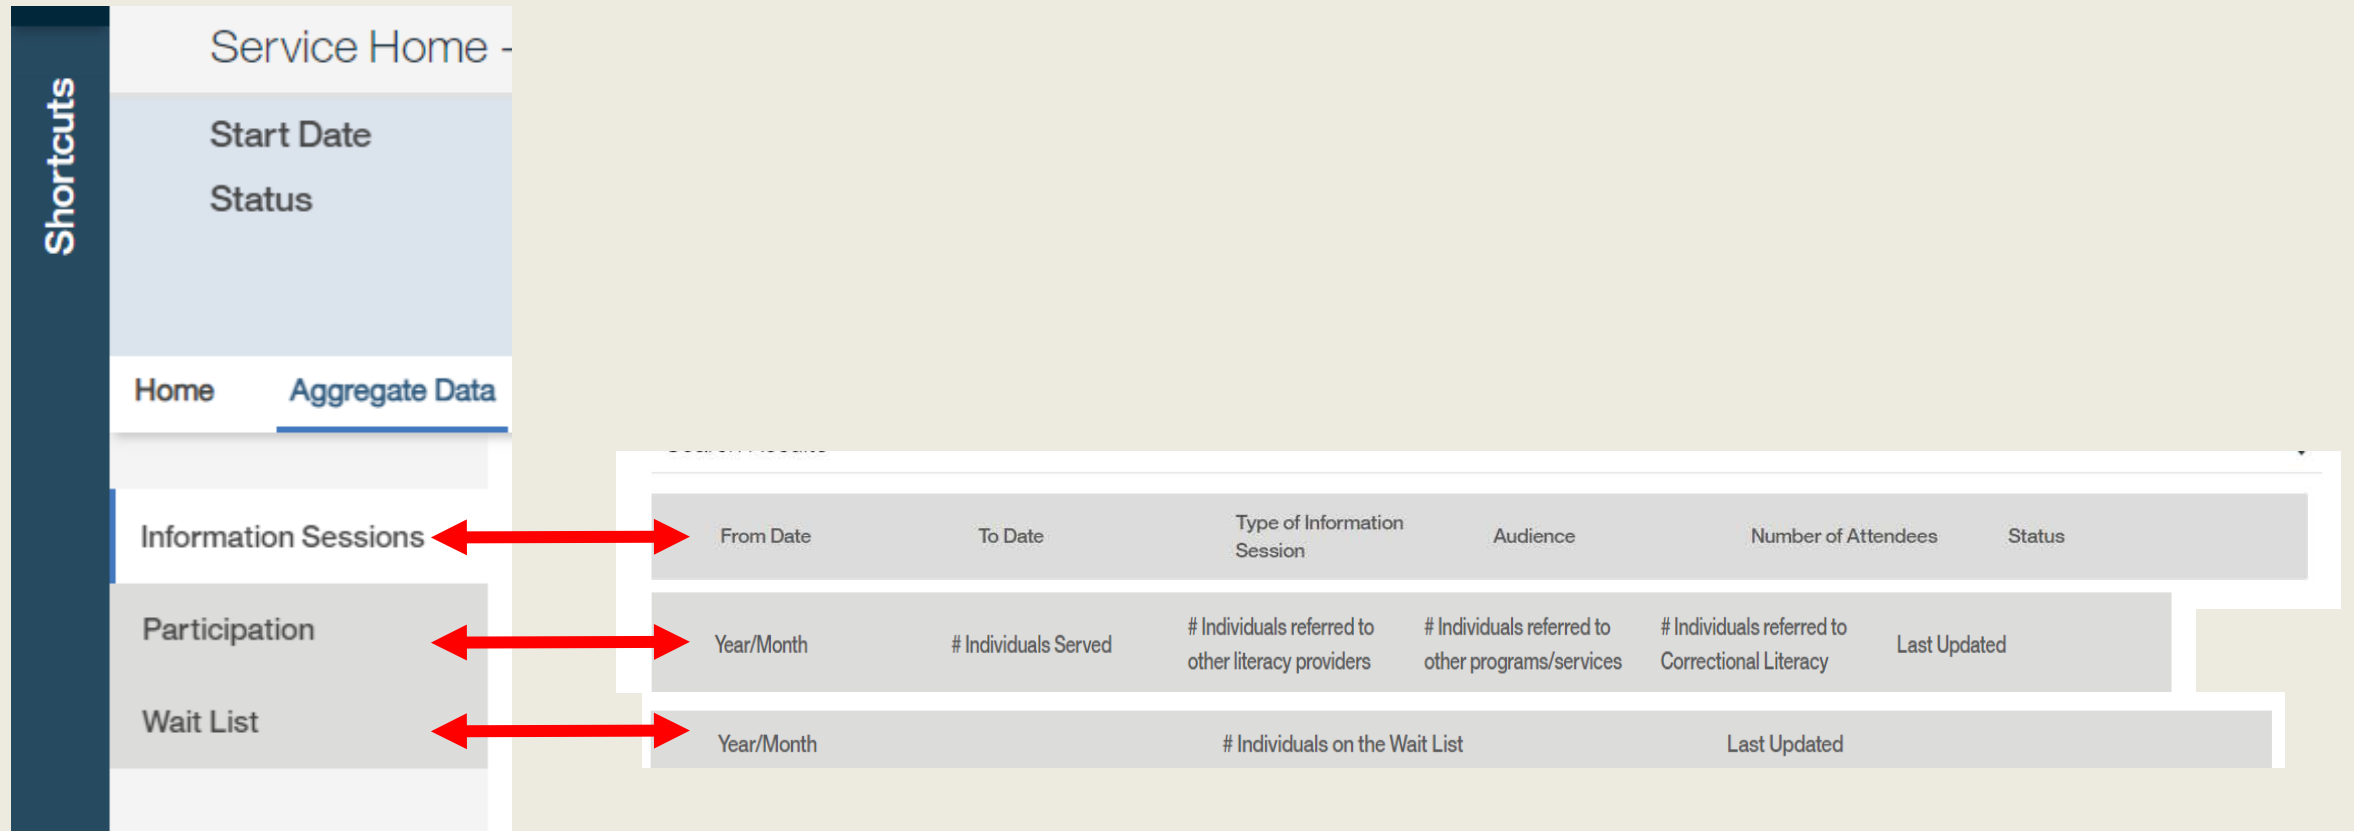 Service Home -
Shortcuts
Start Date
Status
Home Aggregate Data
Information Sessions
Participation
Wait List
From Date To Date Type of Information Audience Number of Attendees Status
Session
Year/Month # Individuals Served # Individuals referred to # Individuals referred to # Individuals referred to Last Updated
other literacy providers other programs/services Correctional Literacy
Year/Month # Individuals on the Wait List Last Updated